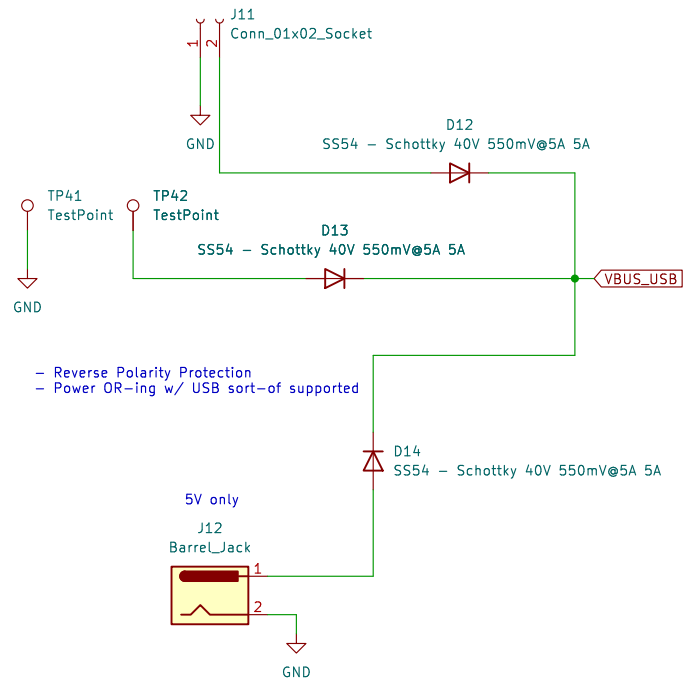 J11
Conn_01x02_Socket
1
2
GND
D12
SS54 – Schottky 40V 550mV@5A 5A
TP41
TestPoint
TP42
TestPoint
D13
SS54 – Schottky 40V 550mV@5A 5A
VBUS_USB
GND
– Reverse Polarity Protection
– Power OR–ing w/ USB sort–of supported
D14
SS54 – Schottky 40V 550mV@5A 5A
5V only
J12
Barrel_Jack
1
2
GND